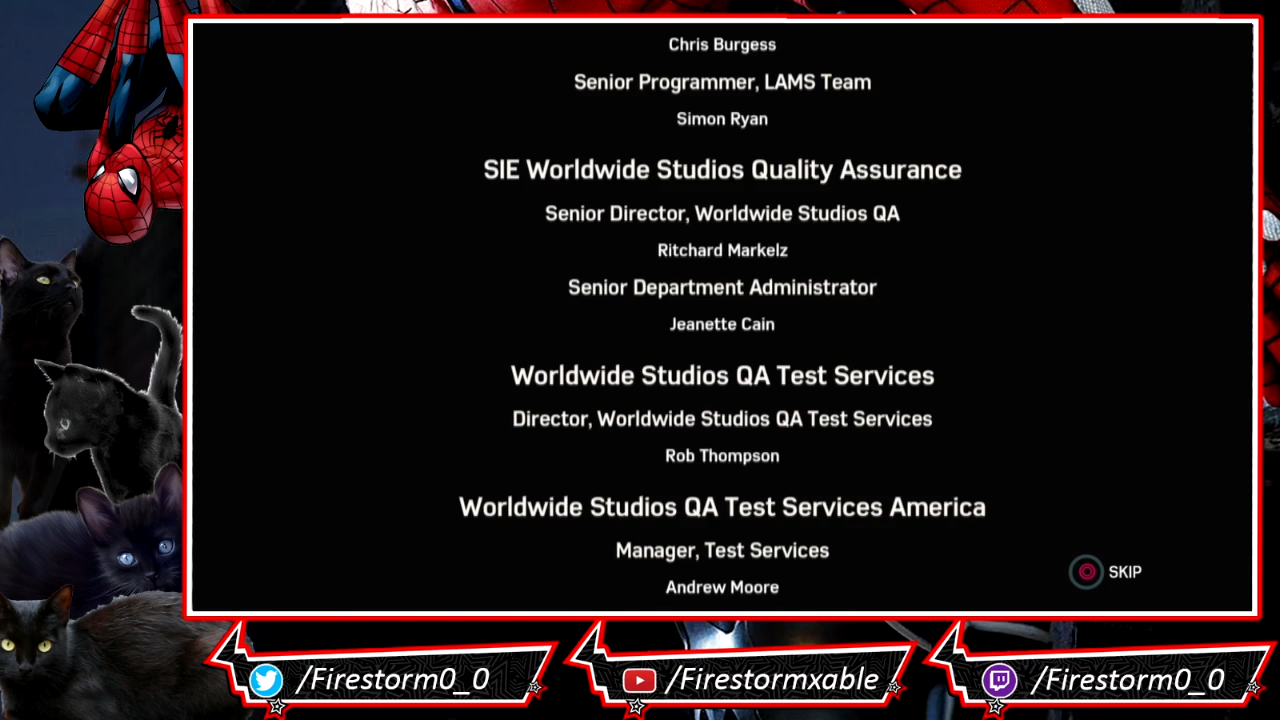 Chris Burgess
Senior Programmer, LAMS Team
Simon Ryan
SIE Worldwide Studios Quality Assurance
Senior Director, Worldwide Studios QA
Ritchard Markelz
Senior Department Administrator
Jeanette Cain
Worldwide Studios QA Test Services
Director, Worldwide Studios QA Test Services
Rob Thompson
Worldwide Studios QA Test Services America
Manager, Test Services
SKIP
Andrew Moore
/Firestorm0_0
/Firestormxable
/Firestorm0_0